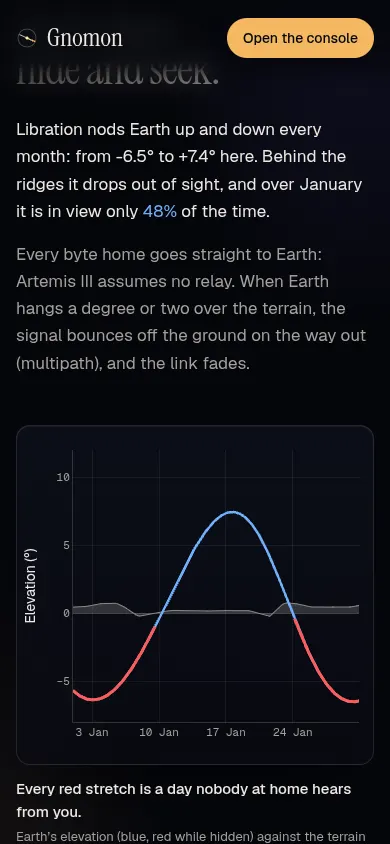 Gnomon
Open the console
hide and seek.
Libration nods Earth up and down every
month: from -6.5° to +7.4° here. Behind the
ridges it drops out of sight, and over January
it is in view only 48% of the time.
Every byte home goes straight to Earth:
Artemis III assumes no relay. When Earth
hangs a degree or two over the terrain, the
signal bounces off the ground on the way out
(multipath), and the link fades.
10
5
0
−5
Elevation (°)
3 Jan
10 Jan
17 Jan
24 Jan
Every red stretch is a day nobody at home hears
from you.
Earth's elevation (blue, red while hidden) against the terrain